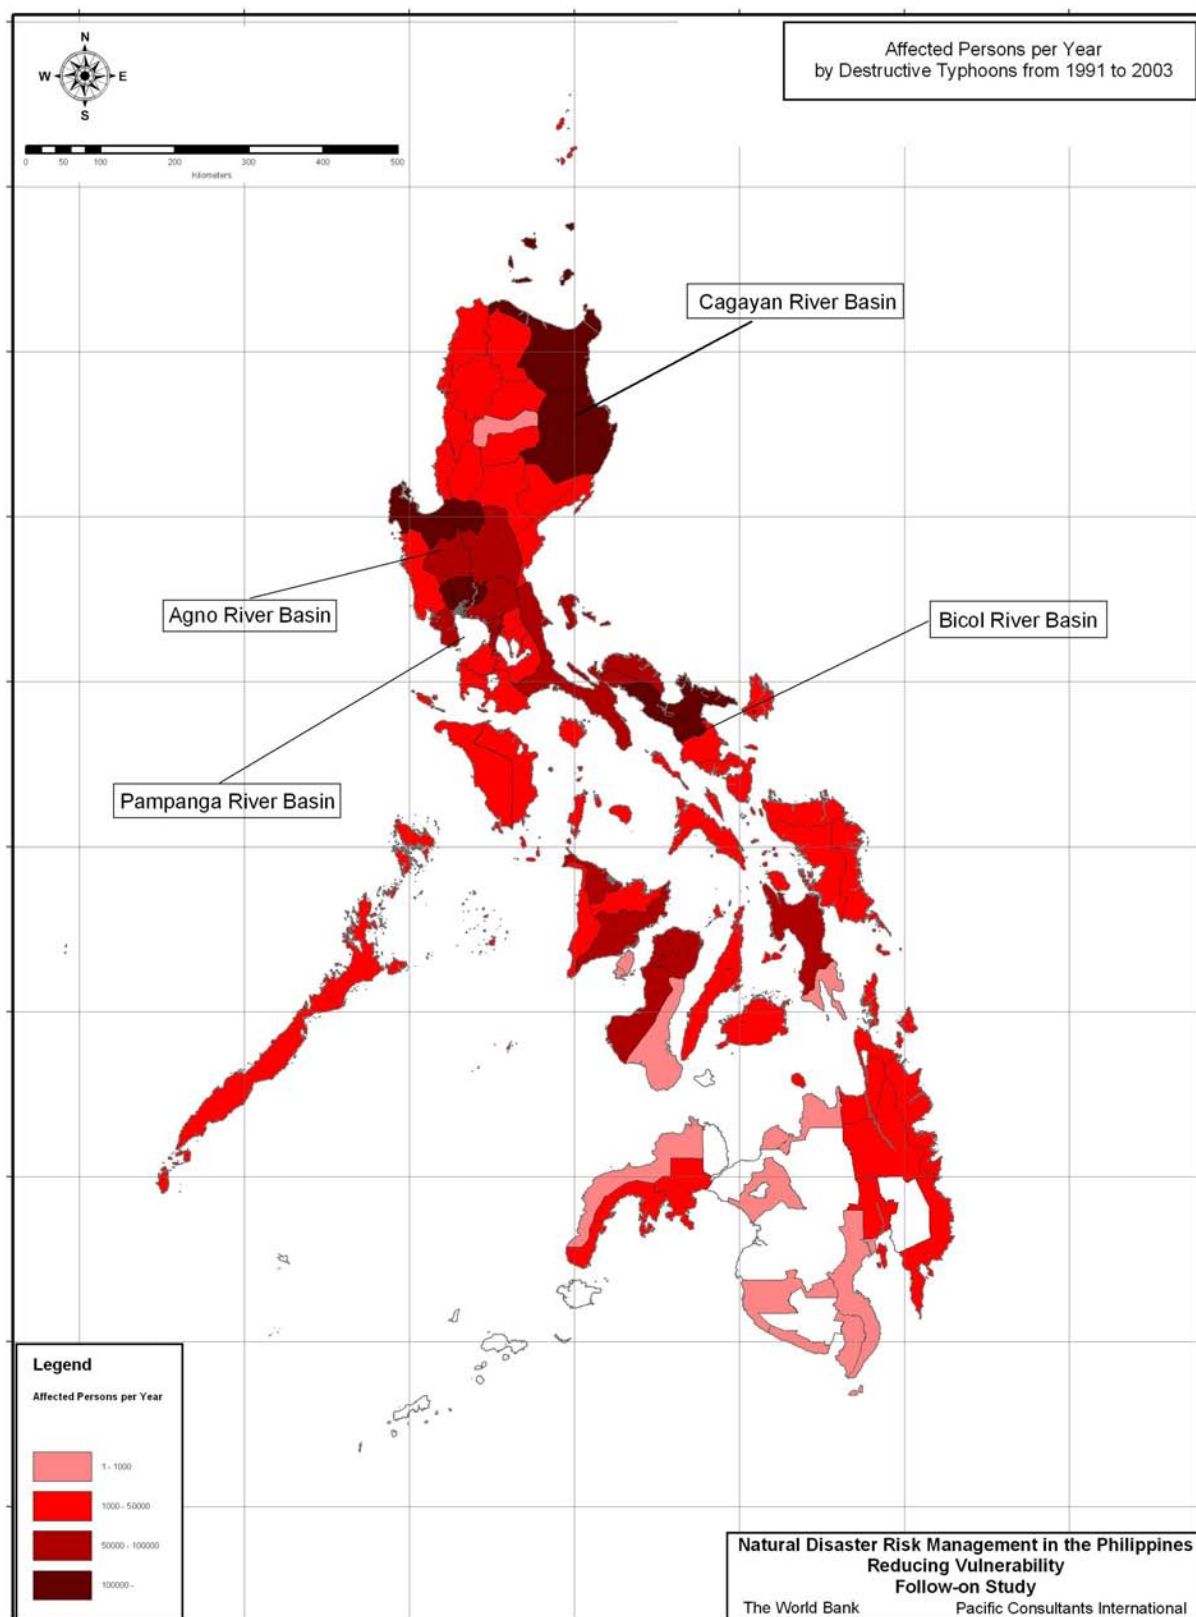 Affected Persons per Year
by Destructive Typhoons from 1991 to 2003
N
W E
S
0 50 100 200 300 400 500
Kilometers
Cagayan River Basin
Agno River Basin
Bicol River Basin
Pampanga River Basin
Legend
Affected Persons per Year
1 - 1000
1000 - 50000
50000 - 100000
100000 -
Natural Disaster Risk Management in the Philippines
Reducing Vulnerability
Follow-on Study
The World Bank Pacific Consultants International